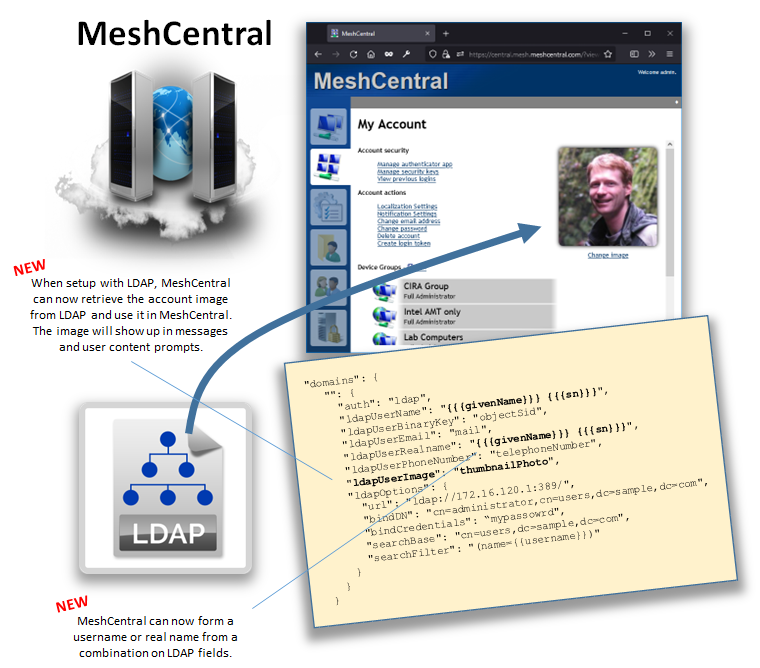 MeshCentral
MeshCentral
https://central.mesh.meshcentral.com/?view
MeshCentral
Welcome admin.
My Account
Account security
Manage authenticator app
Manage security keys
View previous logins
Account actions
Localization Settings
Notification Settings
Change email address
Change password
Delete account
Create login token
Change image
Device Groups
CIRA Group
Full Administrator
Intel AMT only
Full Administrator
Lab Computers
NEW
When setup with LDAP, MeshCentral
can now retrieve the account image
from LDAP and use it in MeshCentral.
The image will show up in messages
and user content prompts.
LDAP
"domains": {
"": {
"auth": "ldap",
"ldapUserName": "{{{givenName}}} {{{sn}}}",
"ldapUserBinaryKey": "objectSid",
"ldapUserEmail": "mail",
"ldapUserRealname": "{{{givenName}}} {{{sn}}}",
"ldapUserPhoneNumber": "telephoneNumber",
"ldapUserImage": "thumbnailPhoto",
"ldapOptions": {
"url": "ldap://172.16.120.1:389/",
"bindDN": "cn=administrator,cn=users,dc=sample,dc=com",
"bindCredentials": "mypassowrd",
"searchBase": "cn=users,dc=sample,dc=com",
"searchFilter": "(name={{username}})"
}
}
}
NEW
MeshCentral can now form a
username or real name from a
combination on LDAP fields.